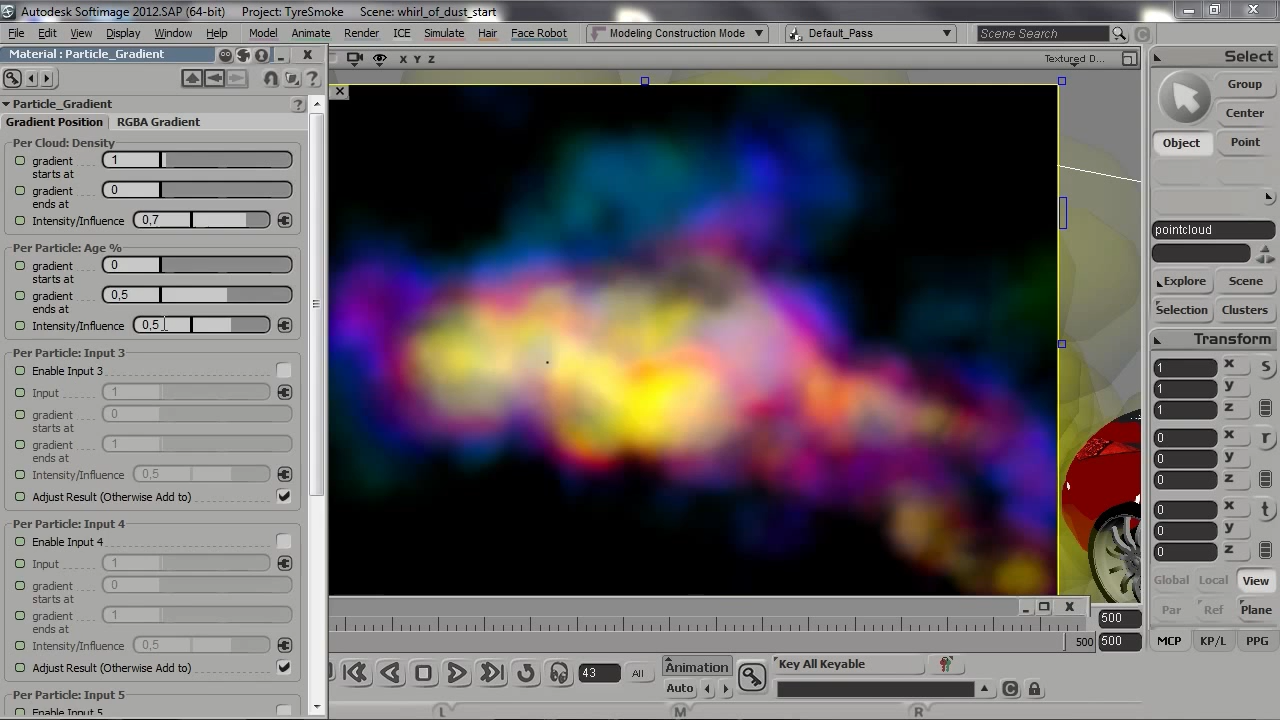 Autodesk Softimage 2012.SAP (64-bit) Project: TyreSmoke Scene: whirl_of_dust_start
File Edit View Display Window Help Model Animate Render ICE Simulate Hair Face Robot Modeling Construction Mode Default_Pass Scene Search
Material : Particle_Gradient
X Y Z
Textured D...
Select
Particle_Gradient
Gradient Position RGBA Gradient
Per Cloud: Density
gradient starts at 1
gradient ends at 0
Intensity/Influence 0,7
Per Particle: Age %
gradient starts at 0
gradient ends at 0,5
Intensity/Influence 0,5
Per Particle: Input 3
Enable Input 3
Input 1
gradient starts at 0
gradient ends at 1
Intensity/Influence 0,5
Adjust Result (Otherwise Add to)
Per Particle: Input 4
Enable Input 4
Input 1
gradient starts at 0
gradient ends at 1
Intensity/Influence 0,5
Adjust Result (Otherwise Add to)
Per Particle: Input 5
Enable Input 5
Group
Center
Object Point
pointcloud
Explore Scene
Selection Clusters
Transform
1 x s
1 y
1 z
0 x r
0 y
0 z
0 x t
0 y
0 z
Global Local View
Par Ref Plane
MCP KP/L PPG
500
500 500
43 All
Animation
Auto
Key All Keyable
L M R